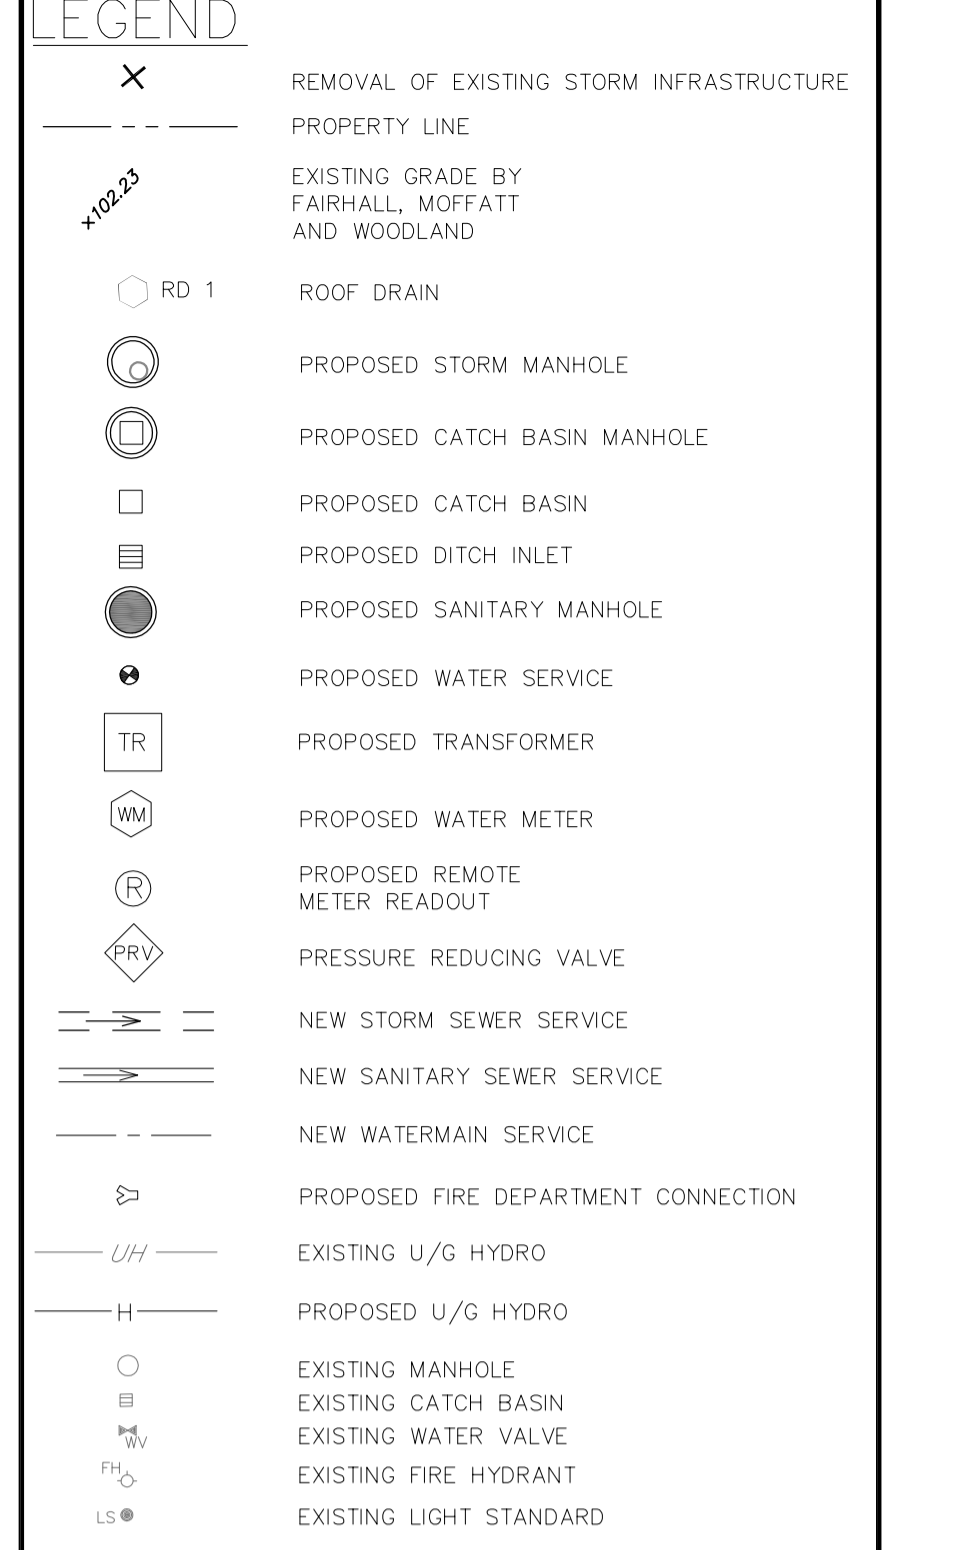 LEGEND
REMOVAL OF EXISTING STORM INFRASTRUCTURE
PROPERTY LINE
x102.23
EXISTING GRADE BY
FAIRHALL, MOFFATT
AND WOODLAND
RD 1 ROOF DRAIN
PROPOSED STORM MANHOLE
PROPOSED CATCH BASIN MANHOLE
PROPOSED CATCH BASIN
PROPOSED DITCH INLET
PROPOSED SANITARY MANHOLE
PROPOSED WATER SERVICE
TR PROPOSED TRANSFORMER
WM PROPOSED WATER METER
R
PROPOSED REMOTE
METER READOUT
PRV PRESSURE REDUCING VALVE
NEW STORM SEWER SERVICE
NEW SANITARY SEWER SERVICE
NEW WATERMAIN SERVICE
PROPOSED FIRE DEPARTMENT CONNECTION
UH EXISTING U/G HYDRO
H PROPOSED U/G HYDRO
EXISTING MANHOLE
EXISTING CATCH BASIN
WV EXISTING WATER VALVE
FH EXISTING FIRE HYDRANT
LS EXISTING LIGHT STANDARD